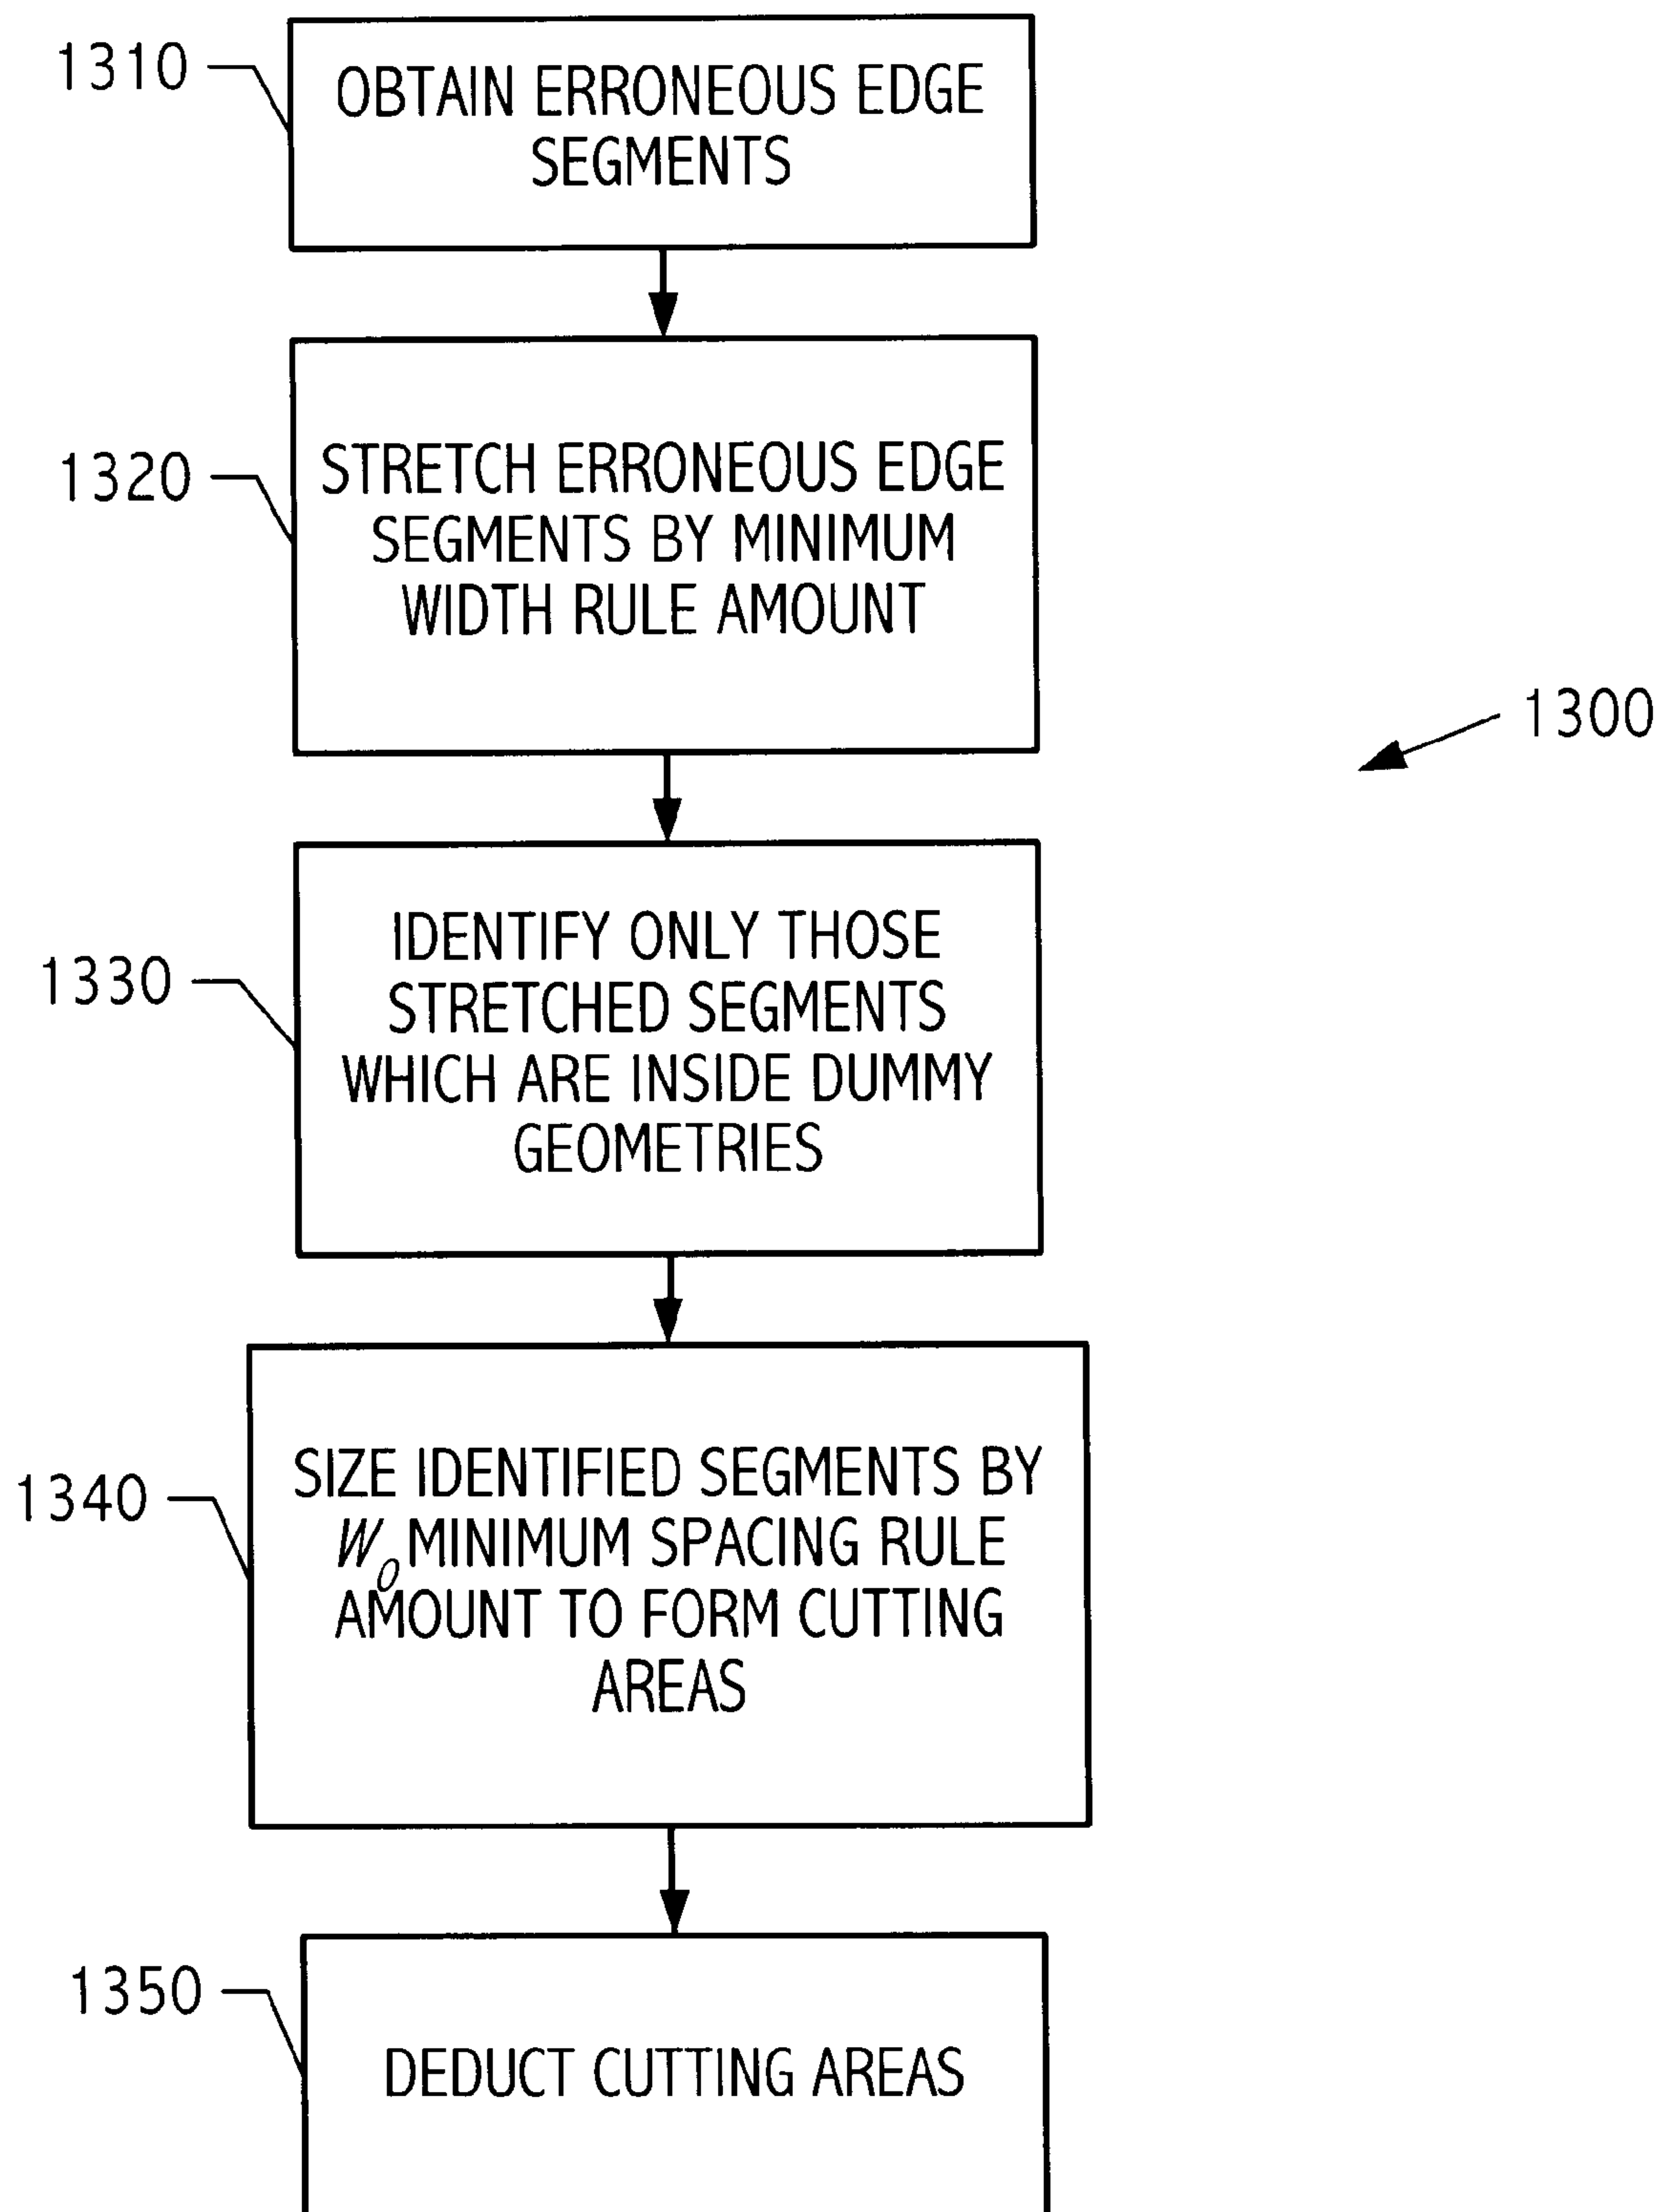 1310
OBTAIN ERRONEOUS EDGE
SEGMENTS
1320
STRETCH ERRONEOUS EDGE
SEGMENTS BY MINIMUM
WIDTH RULE AMOUNT
1300
1330
IDENTIFY ONLY THOSE
STRETCHED SEGMENTS
WHICH ARE INSIDE DUMMY
GEOMETRIES
1340
SIZE IDENTIFIED SEGMENTS BY
W₀ MINIMUM SPACING RULE
AMOUNT TO FORM CUTTING
AREAS
1350
DEDUCT CUTTING AREAS